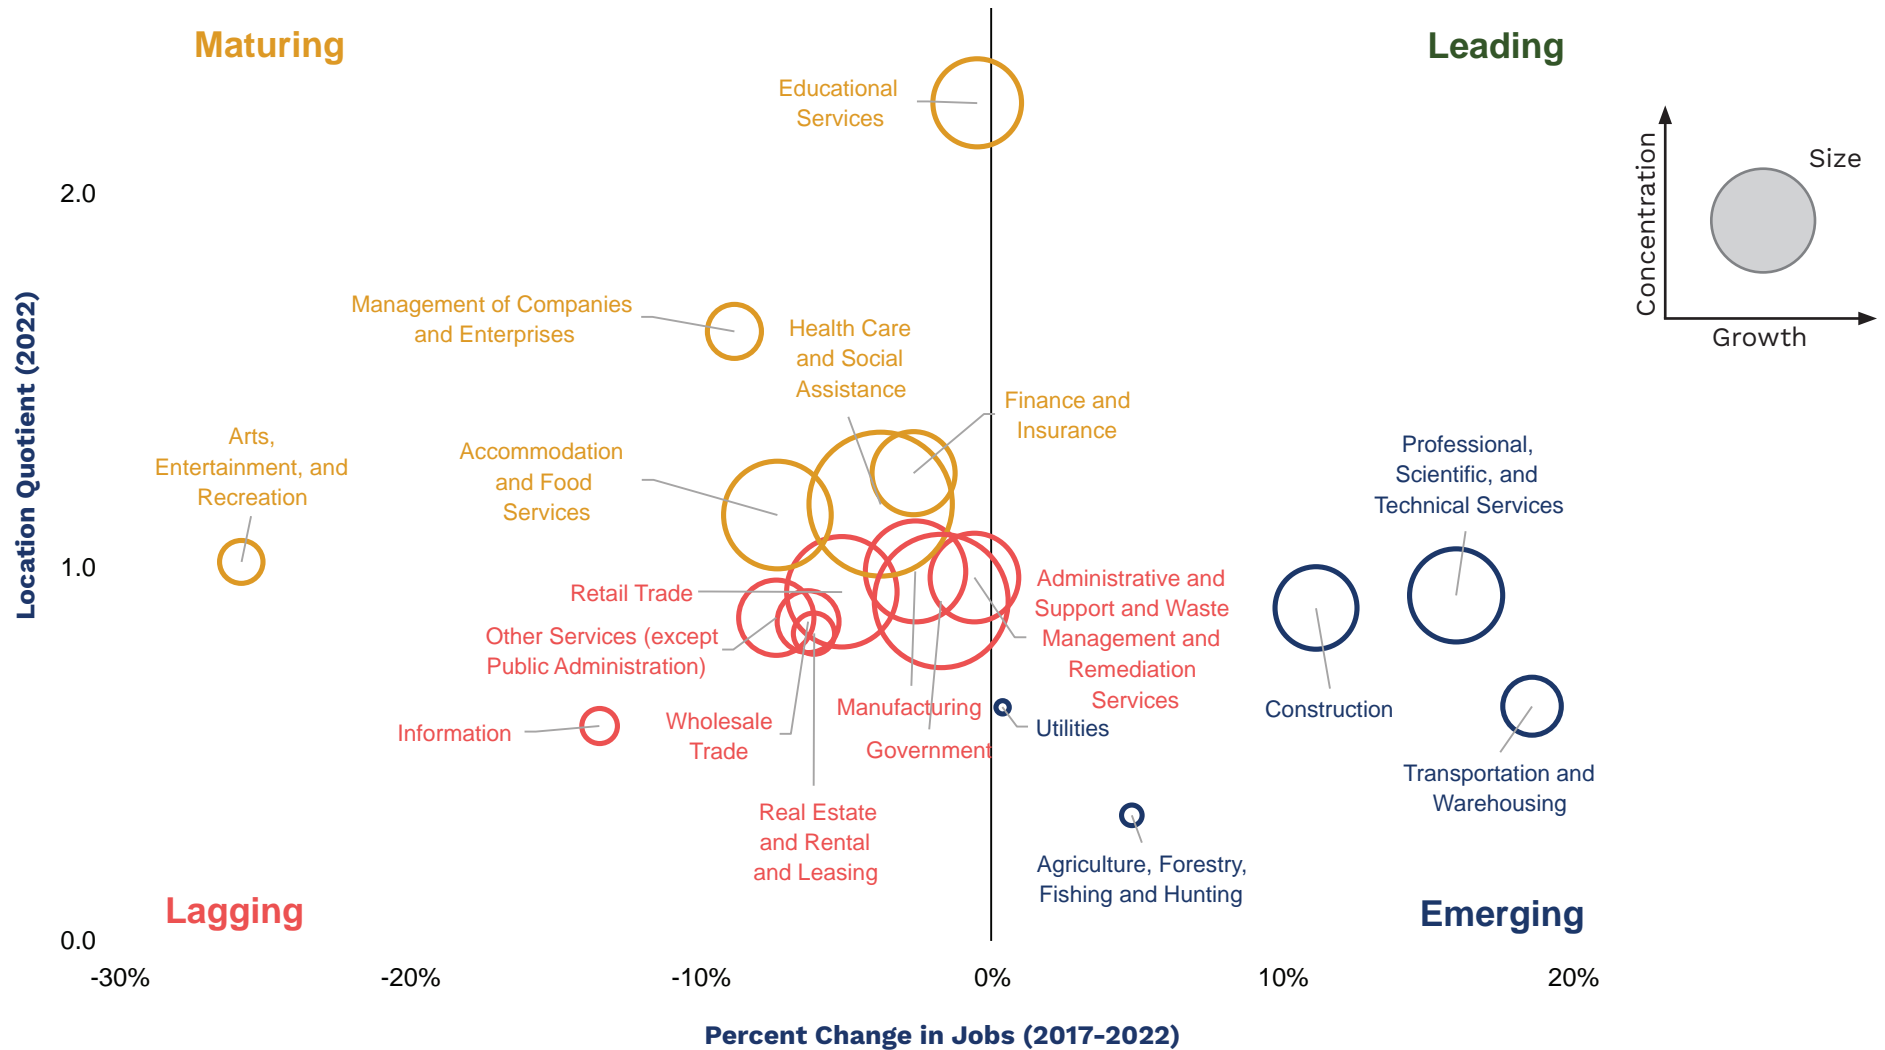 Maturing
Leading
Educational
Services
Size
Concentration
Growth
2.0
Management of Companies
and Enterprises
Health Care
and Social
Assistance
Finance and
Insurance
Arts,
Entertainment, and
Recreation
Accommodation
and Food
Services
Professional,
Scientific, and
Technical Services
Location Quotient (2022)
1.0
Retail Trade
Other Services (except
Public Administration)
Administrative and
Support and Waste
Management and
Remediation
Services
Information
Wholesale
Trade
Manufacturing
Government
Utilities
Construction
Transportation and
Warehousing
Real Estate
and Rental
and Leasing
Agriculture, Forestry,
Fishing and Hunting
Lagging
Emerging
0.0
-30%
-20%
-10%
0%
10%
20%
Percent Change in Jobs (2017-2022)